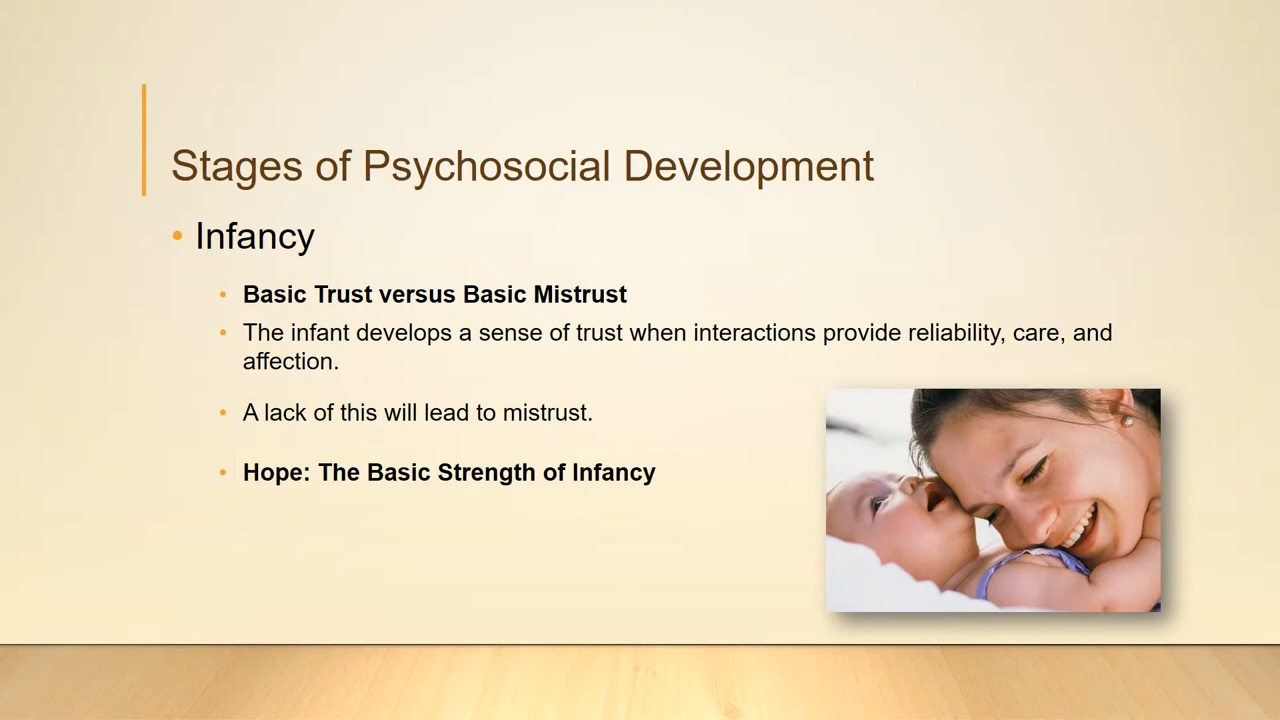 Stages of Psychosocial Development
• Infancy
• Basic Trust versus Basic Mistrust
• The infant develops a sense of trust when interactions provide reliability, care, and
affection.
• A lack of this will lead to mistrust.
• Hope: The Basic Strength of Infancy